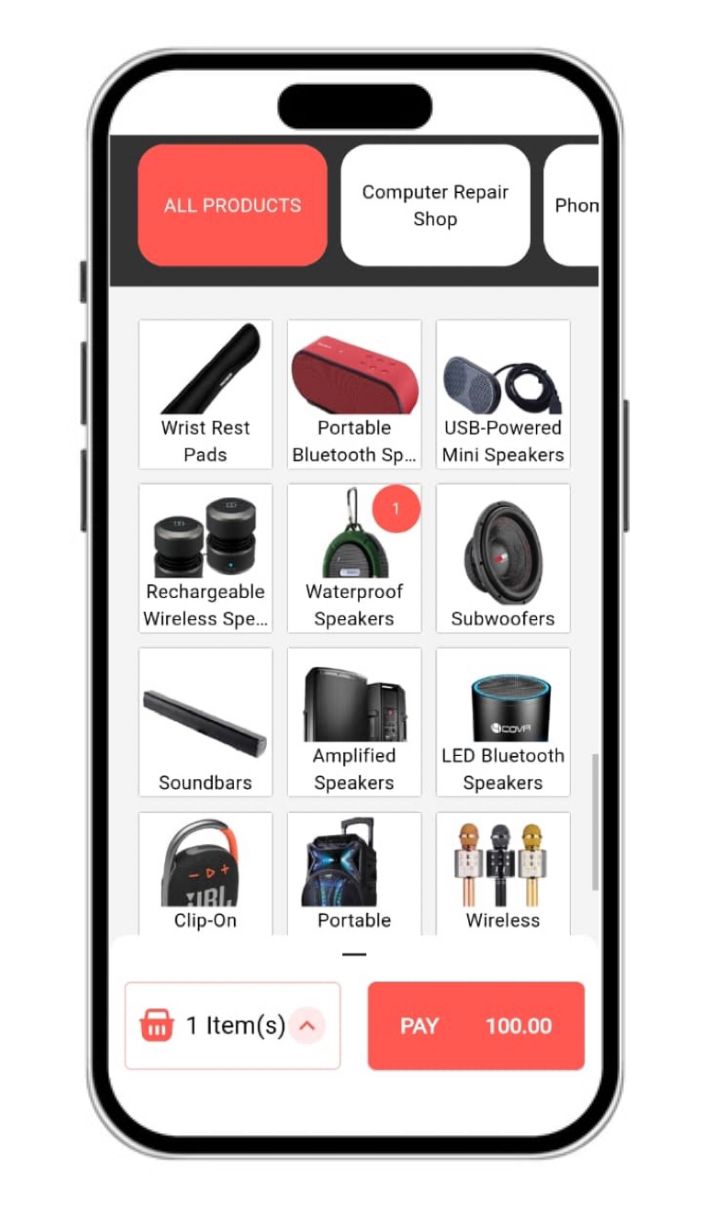 ALL PRODUCTS
Computer Repair
Shop
Phon
Wrist Rest
Pads
Portable
Bluetooth Sp...
USB-Powered
Mini Speakers
Rechargeable
Wireless Spe...
1
Waterproof
Speakers
Subwoofers
Soundbars
Amplified
Speakers
COVA
LED Bluetooth
Speakers
JBL
Clip-On
Portable
Wireless
1 Item(s)
PAY 100.00